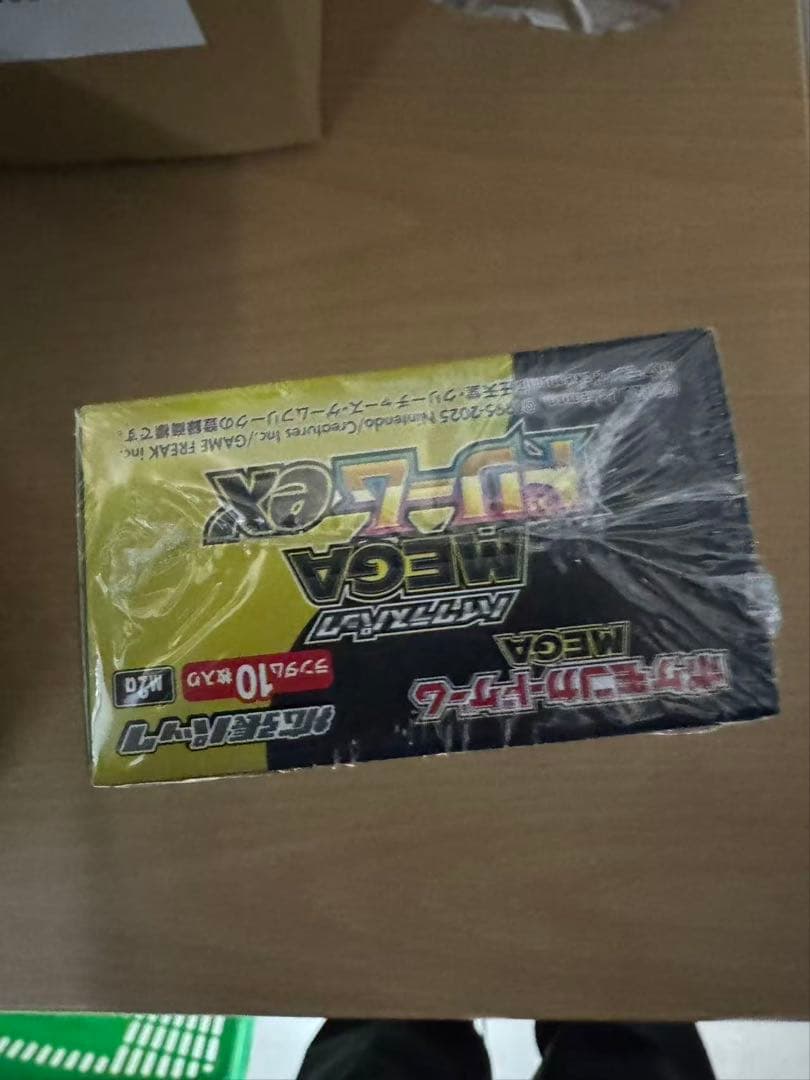 ポケモンカードゲーム
MEGA
拡張パック
ランダム10枚入り
M2a
ハイクラスパック
MEGA
ドリームex
©1995-2025 Nintendo/Creatures Inc./GAME FREAK inc.
任天堂・クリーチャーズ・ゲームフリークの登録商標です。